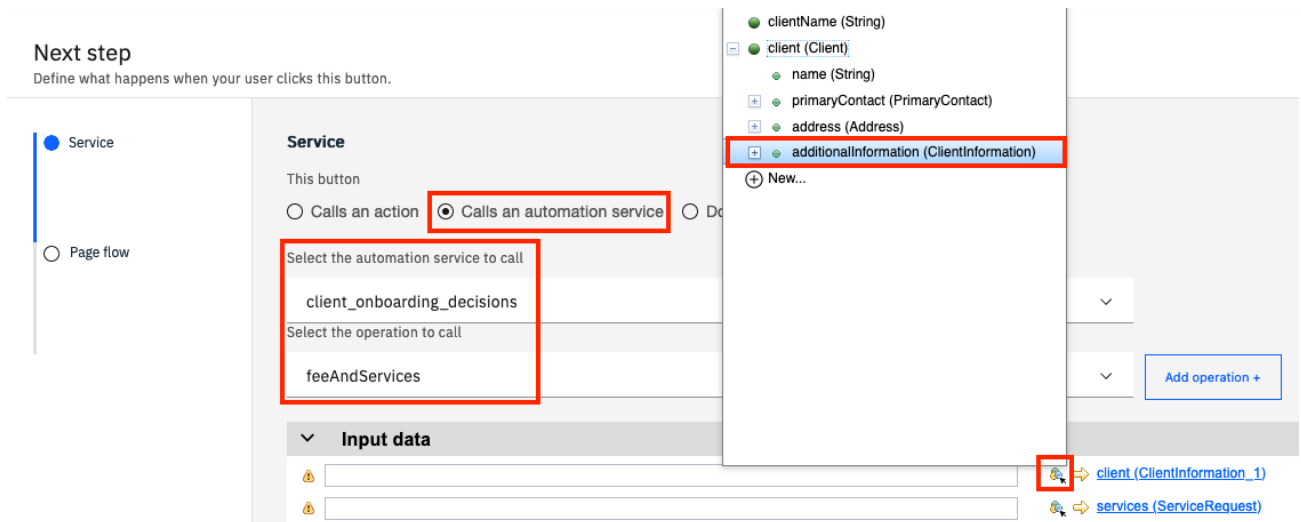 Next step
Define what happens when your user clicks this button.
Service
Page flow
Service
This button
Calls an action
Calls an automation service
Select the automation service to call
client_onboarding_decisions
Select the operation to call
feeAndServices
Add operation +
Input data
client (ClientInformation_1)
services (ServiceRequest)
clientName (String)
client (Client)
name (String)
primaryContact (PrimaryContact)
address (Address)
additionalInformation (ClientInformation)
New...